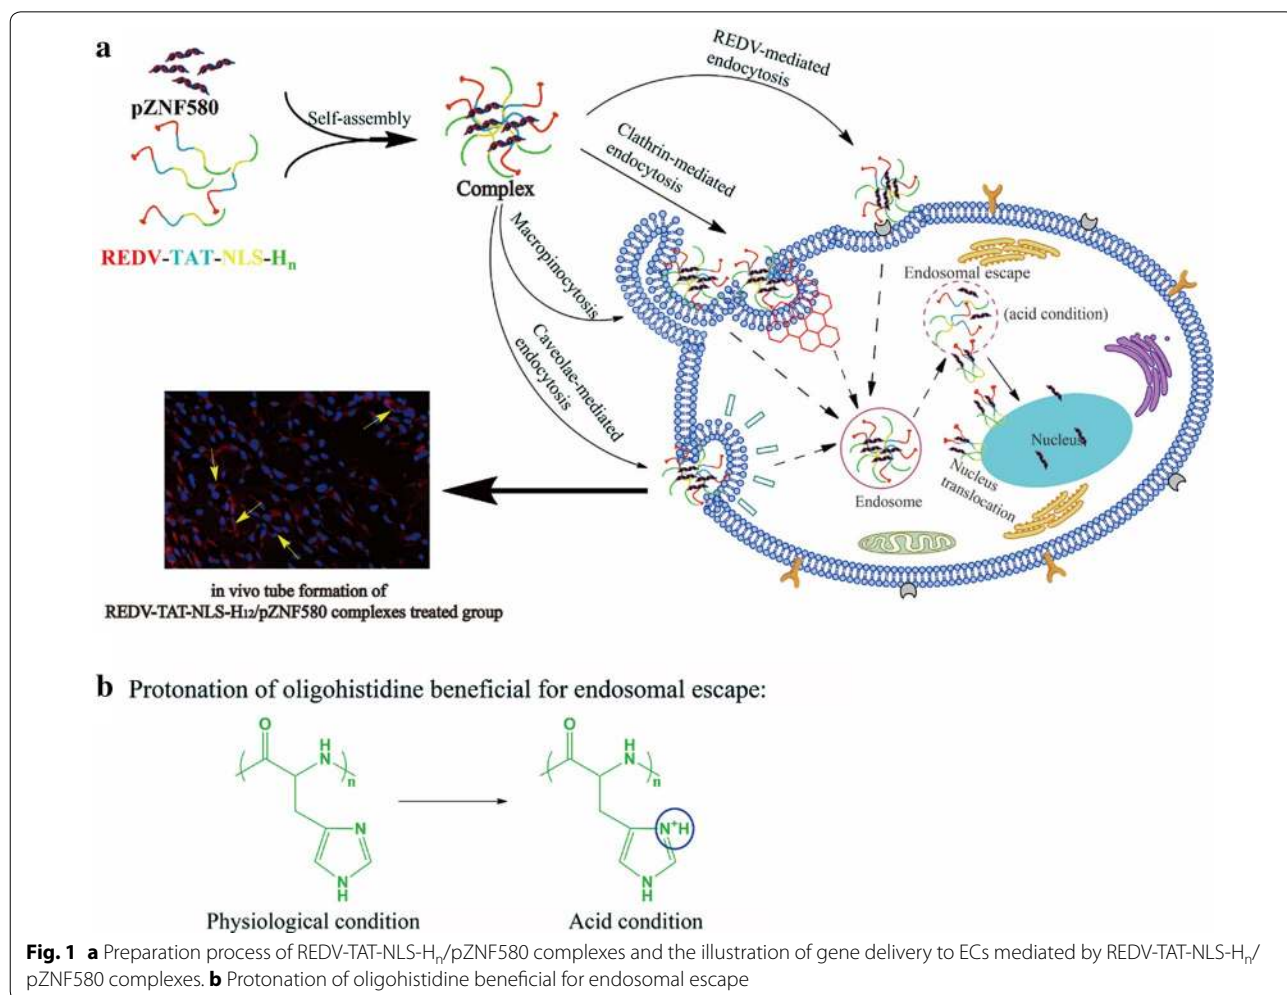 a
pZNF580
REDV-TAT-NLS-Hn
Self-assembly
Complex
REDV-mediated
endocytosis
Clathrin-mediated
endocytosis
Macropinocytosis
Caveolae-mediated
endocytosis
Endosomal escape
(acid condition)
Nucleus
Nucleus
translocation
Endosome
in vivo tube formation of
REDV-TAT-NLS-H12/pZNF580 complexes treated group
b Protonation of oligohistidine beneficial for endosomal escape:
O
H
N
n
N
N
H
O
H
N
n
N+H
N
H
Physiological condition
Acid condition
Fig. 1 a Preparation process of REDV-TAT-NLS-Hn/pZNF580 complexes and the illustration of gene delivery to ECs mediated by REDV-TAT-NLS-Hn/
pZNF580 complexes. b Protonation of oligohistidine beneficial for endosomal escape